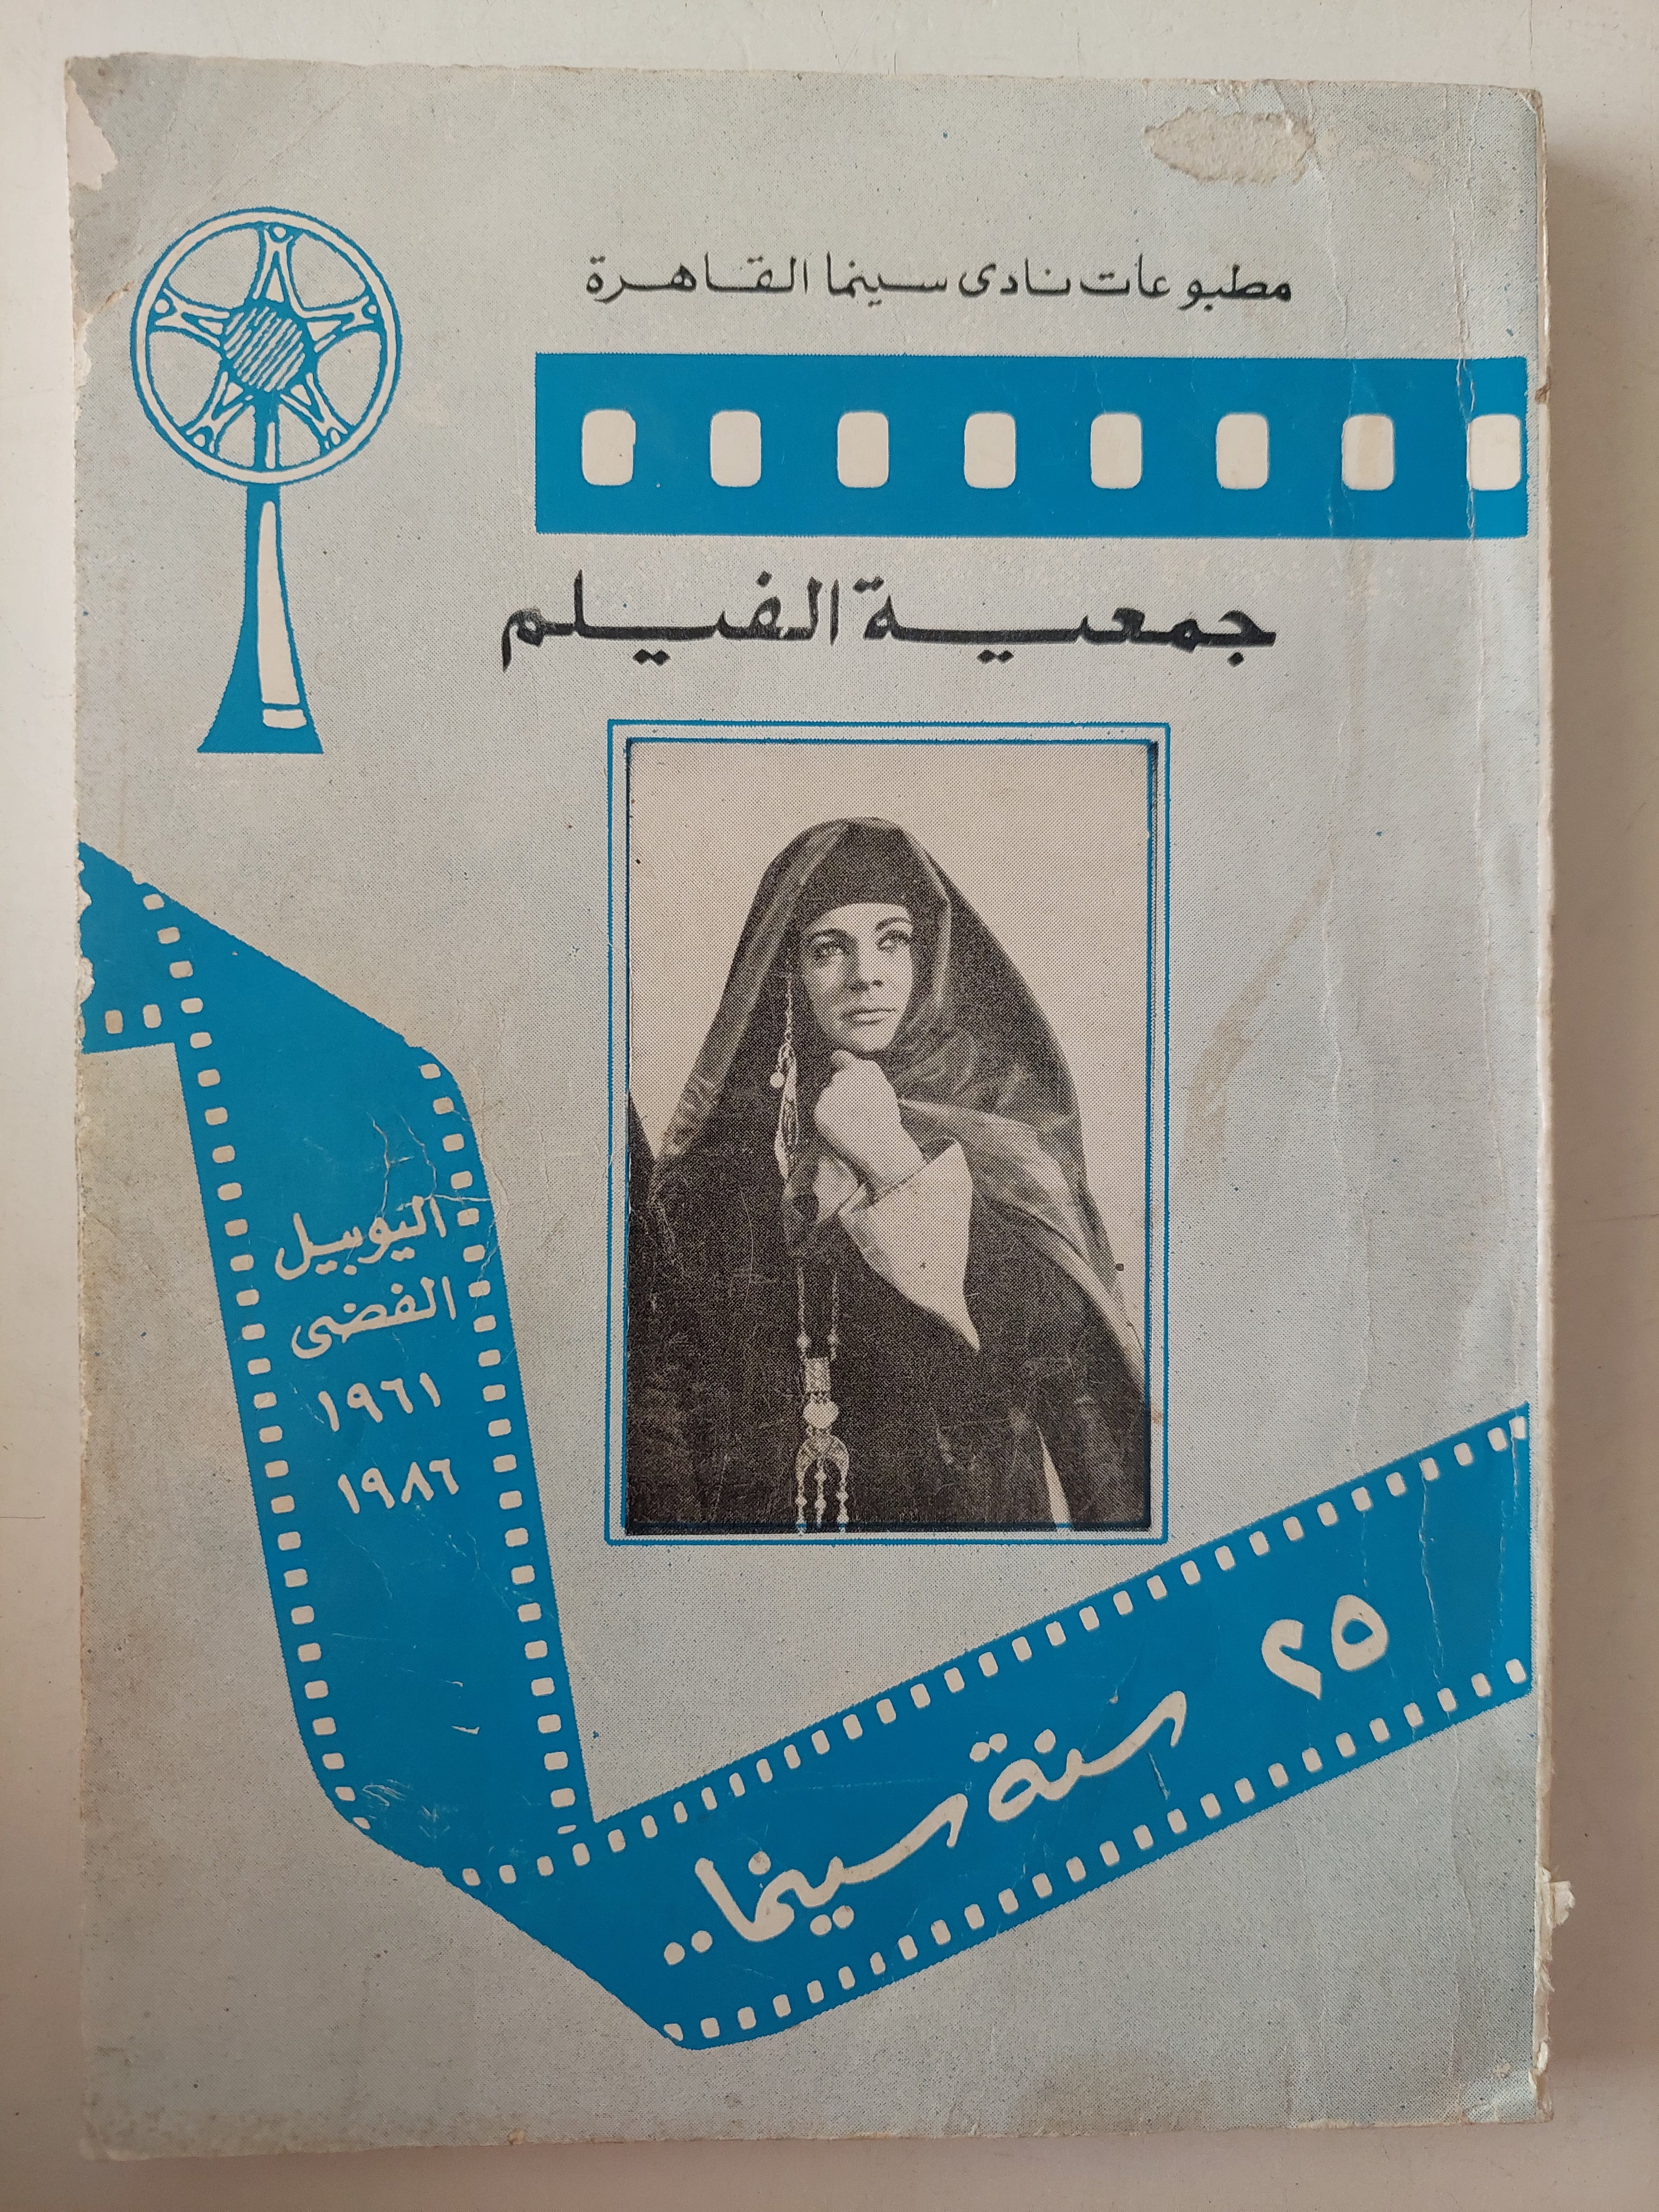 مطبوعات نادى سينما القاهرة
جمعية الفيلم
اليوبيل
الفضى
١٩٦١
١٩٨٦
٢٥ سنة سينما..